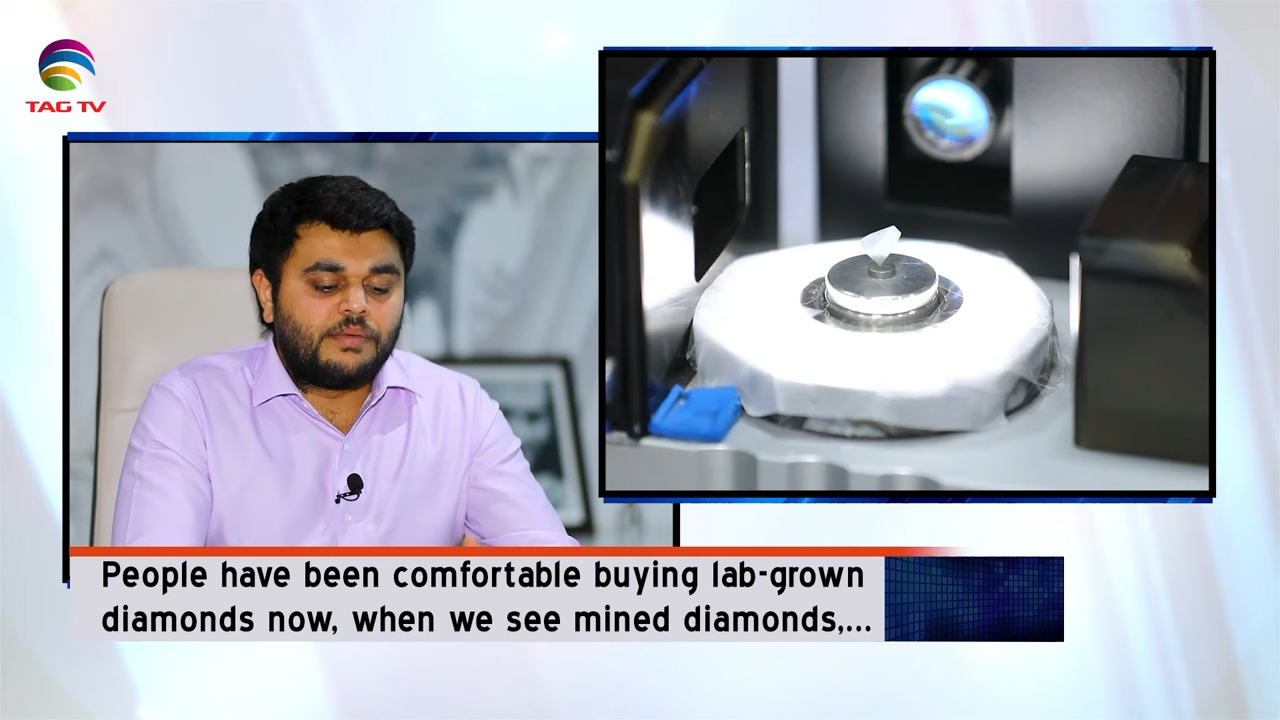 TAG TV
People have been comfortable buying lab-grown
diamonds now, when we see mined diamonds,...